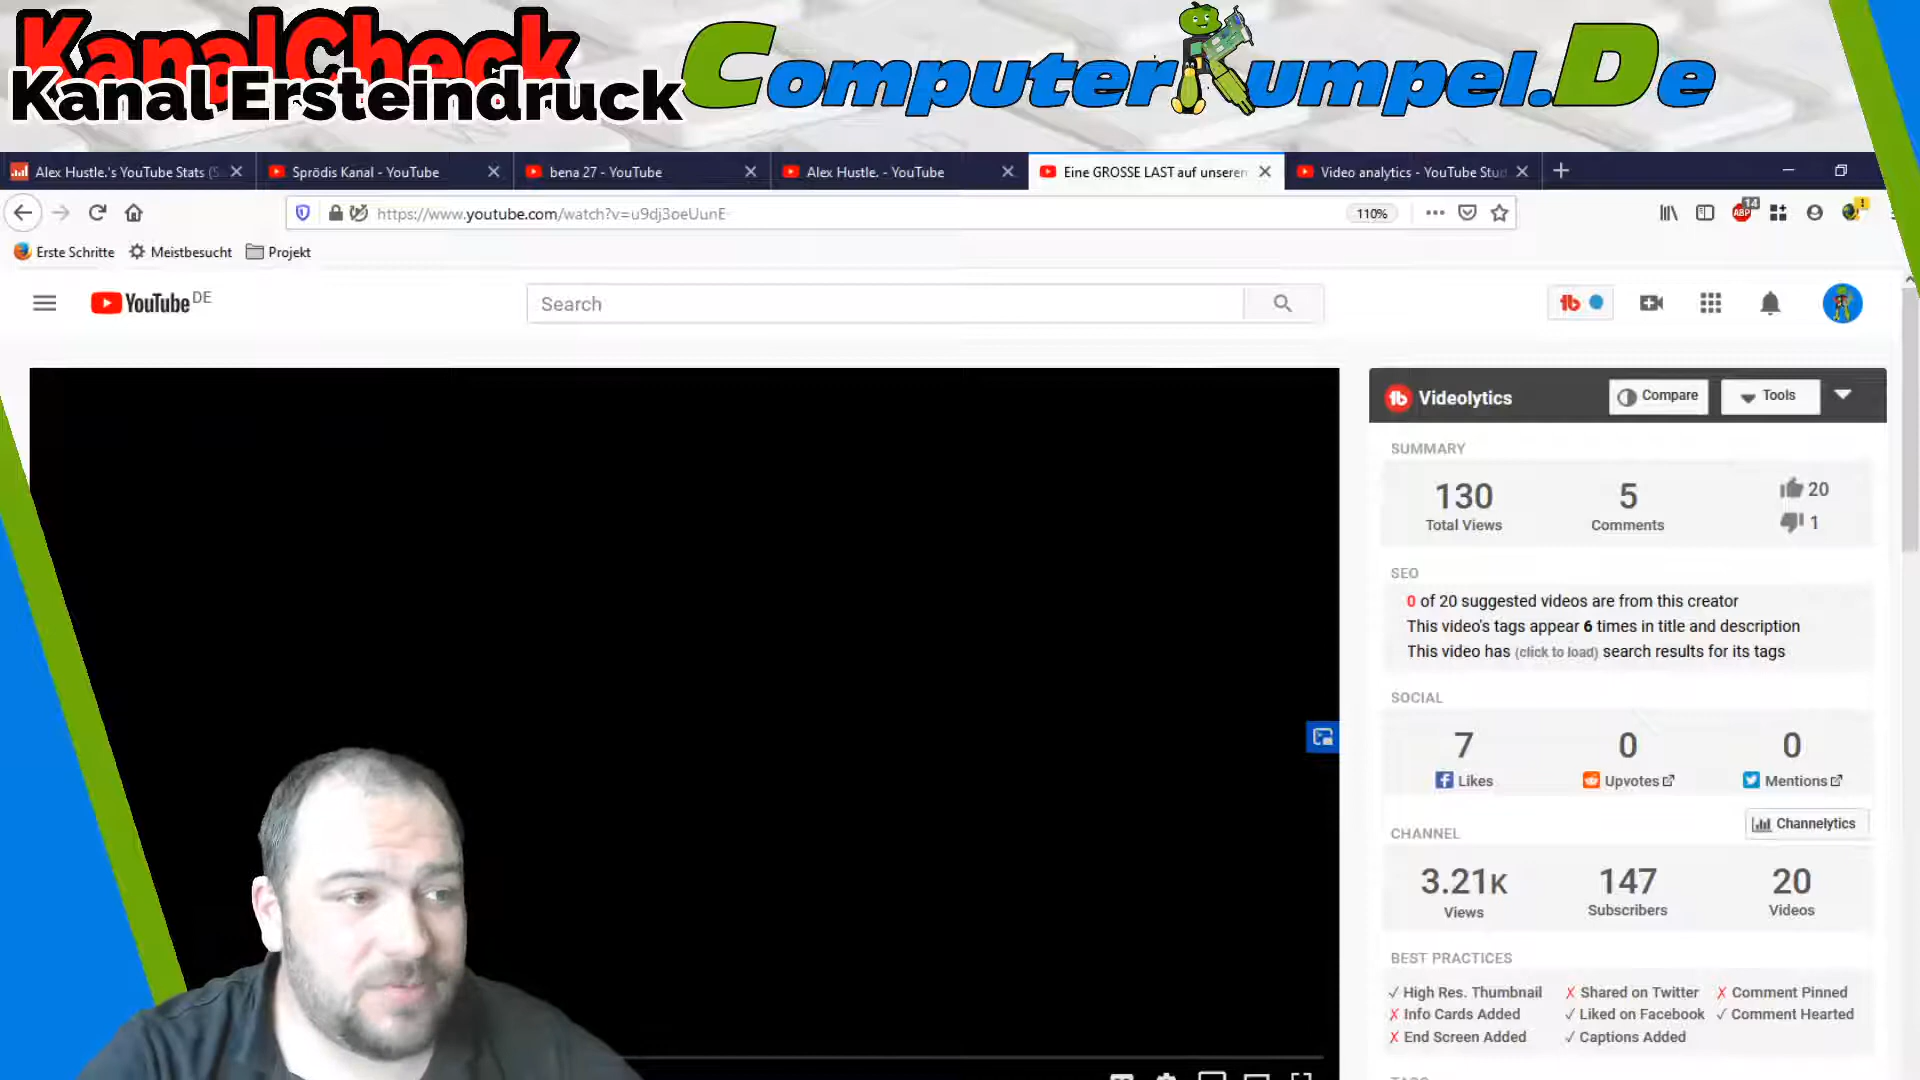 KanalCheck
Kanal Ersteindruck
ComputerRumpel.De
Alex Hustle.'s YouTube Stats (S
Sprödis Kanal - YouTube
bena 27 - YouTube
Alex Hustle. - YouTube
Eine GROSSE LAST auf unseren
Video analytics - YouTube Stud
https://www.youtube.com/watch?v=u9dj3oeUunE
110%
ABP
14
Erste Schritte
Meistbesucht
Projekt
YouTube DE
Search
tb
tb Videolytics
Compare
Tools
SUMMARY
130
5
20
Total Views
Comments
1
SEO
0 of 20 suggested videos are from this creator
This video's tags appear 6 times in title and description
This video has (click to load) search results for its tags
SOCIAL
7
0
0
Likes
Upvotes
Mentions
CHANNEL
Channelytics
3.21K
147
20
Views
Subscribers
Videos
BEST PRACTICES
✓ High Res. Thumbnail
✗ Shared on Twitter
✗ Comment Pinned
✗ Info Cards Added
✓ Liked on Facebook
✓ Comment Hearted
✗ End Screen Added
✓ Captions Added